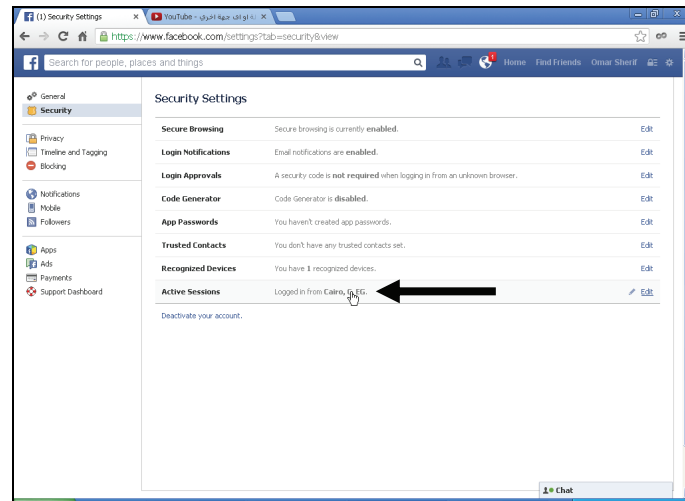 (1) Security Settings
YouTube - لة او اى جهة اخرى
https://www.facebook.com/settings?tab=security&view
Search for people, places and things
1
Home
Find Friends
Omar Sherif
General
Security
Privacy
Timeline and Tagging
Blocking
Notifications
Mobile
Followers
Apps
Ads
Payments
Support Dashboard
Security Settings
Secure Browsing Secure browsing is currently enabled. Edit
Login Notifications Email notifications are enabled. Edit
Login Approvals A security code is not required when logging in from an unknown browser. Edit
Code Generator Code Generator is disabled. Edit
App Passwords You haven't created app passwords. Edit
Trusted Contacts You don't have any trusted contacts set. Edit
Recognized Devices You have 1 recognized devices. Edit
Active Sessions Logged in from Cairo, EG. Edit
Deactivate your account.
Chat